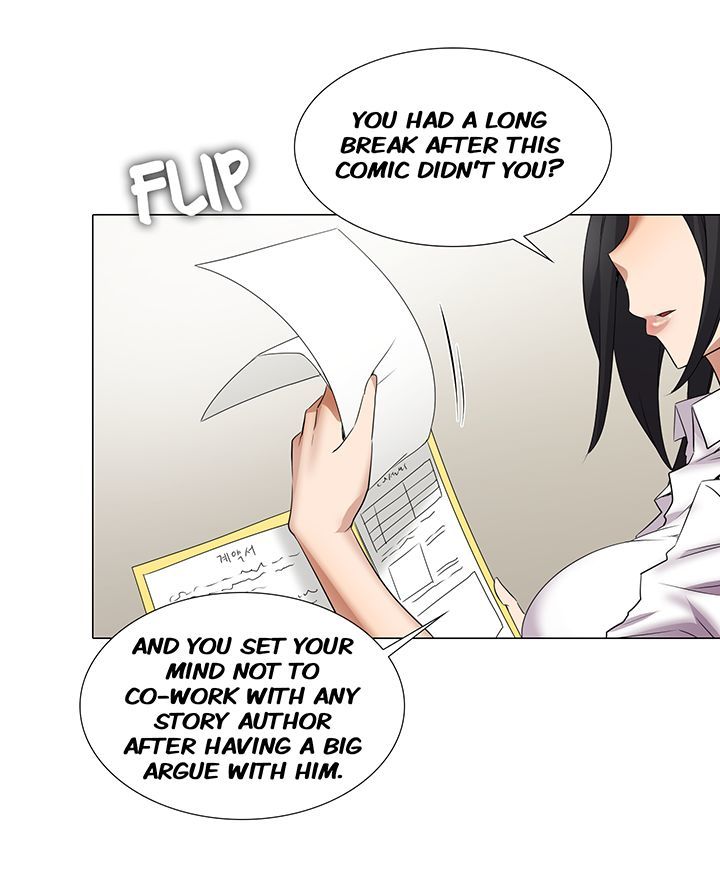 YOU HAD A LONG
BREAK AFTER THIS
COMIC DIDN'T YOU?
FLIP
계약서
AND YOU SET YOUR
MIND NOT TO
CO-WORK WITH ANY
STORY AUTHOR
AFTER HAVING A BIG
ARGUE WITH HIM.